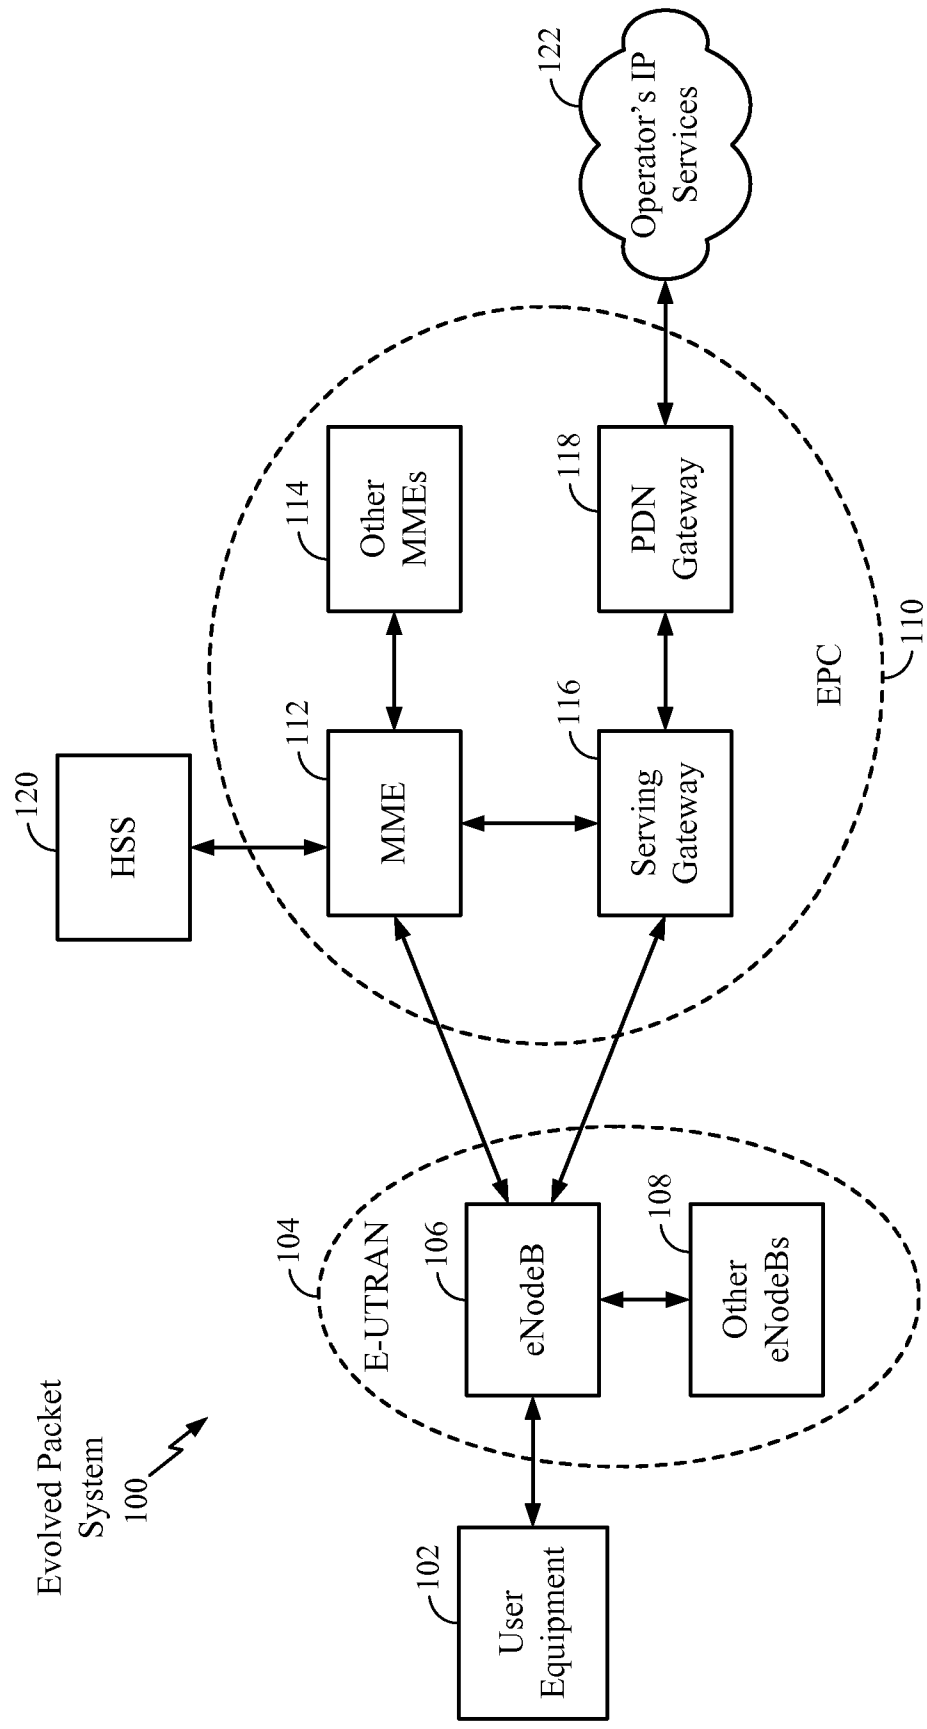 Evolved Packet
System
100
120
HSS
104
E-UTRAN
112
MME
114
Other
MMEs
102
User
Equipment
106
eNodeB
108
Other
eNodeBs
116
Serving
Gateway
118
PDN
Gateway
122
Operator's IP
Services
EPC
110